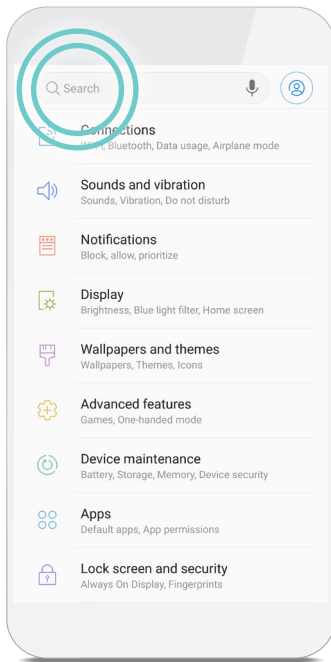 Search
Connections
Wi-Fi, Bluetooth, Data usage, Airplane mode
Sounds and vibration
Sounds, Vibration, Do not disturb
Notifications
Block, allow, prioritize
Display
Brightness, Blue light filter, Home screen
Wallpapers and themes
Wallpapers, Themes, Icons
Advanced features
Games, One-handed mode
Device maintenance
Battery, Storage, Memory, Device security
Apps
Default apps, App permissions
Lock screen and security
Always On Display, Fingerprints